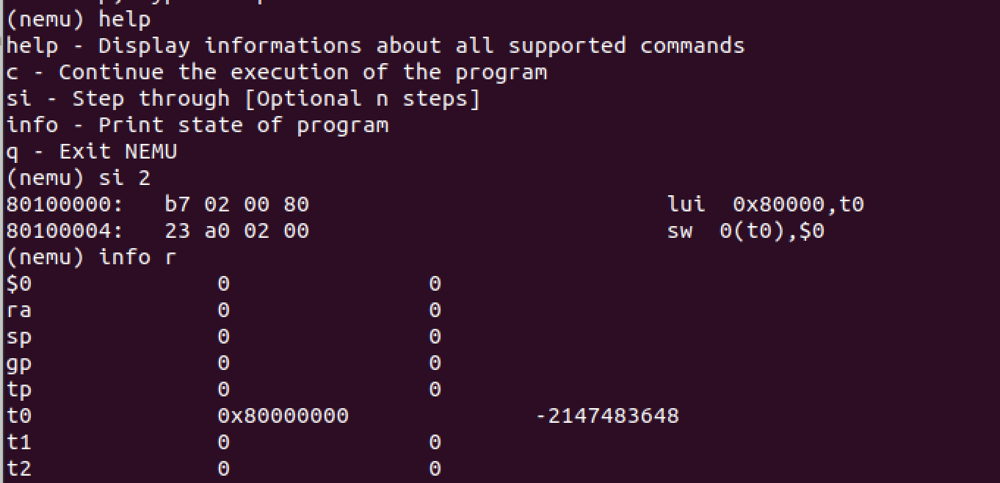 (nemu) help
help - Display informations about all supported commands
c - Continue the execution of the program
si - Step through [Optional n steps]
info - Print state of program
q - Exit NEMU
(nemu) si 2
80100000:   b7 02 00 80                           lui  0x80000,t0
80100004:   23 a0 02 00                           sw  0(t0),$0
(nemu) info r
$0              0               0
ra              0               0
sp              0               0
gp              0               0
tp              0               0
t0              0x80000000              -2147483648
t1              0               0
t2              0               0